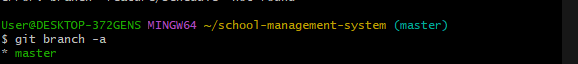 User@DESKTOP-372GENS MINGW64 ~/school-management-system (master)
$ git branch -a
* master